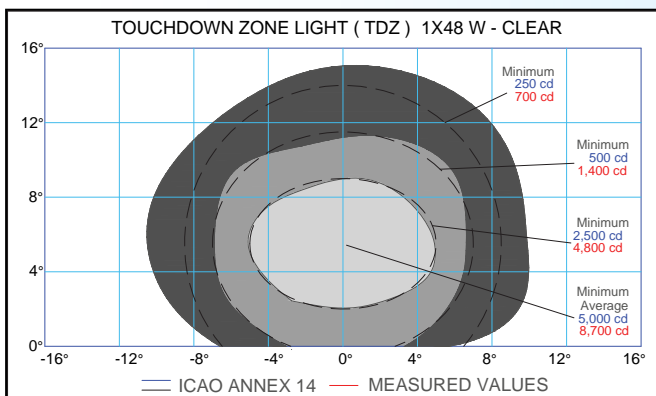 TOUCHDOWN ZONE LIGHT ( TDZ ) 1X48 W - CLEAR
16°
Minimum
250 cd
700 cd
12°
Minimum
500 cd
1,400 cd
8°
Minimum
2,500 cd
4,800 cd
4°
Minimum
Average
5,000 cd
8,700 cd
0°
-16° -12° -8° -4° 0° 4° 8° 12° 16°
ICAO ANNEX 14 MEASURED VALUES